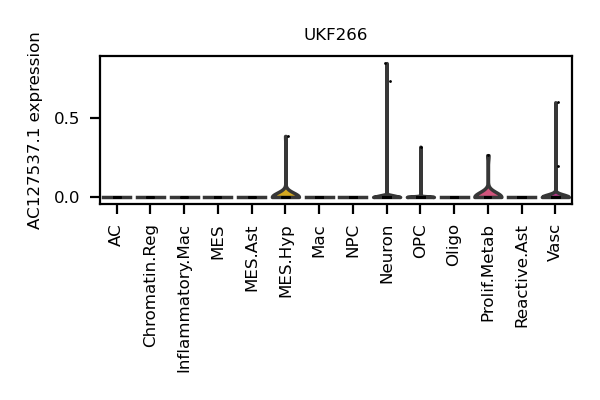 UKF266
AC127537.1 expression
0.5
0.0
AC
Chromatin.Reg
Inflammatory.Mac
MES
MES.Ast
MES.Hyp
Mac
NPC
Neuron
OPC
Oligo
Prolif.Metab
Reactive.Ast
Vasc